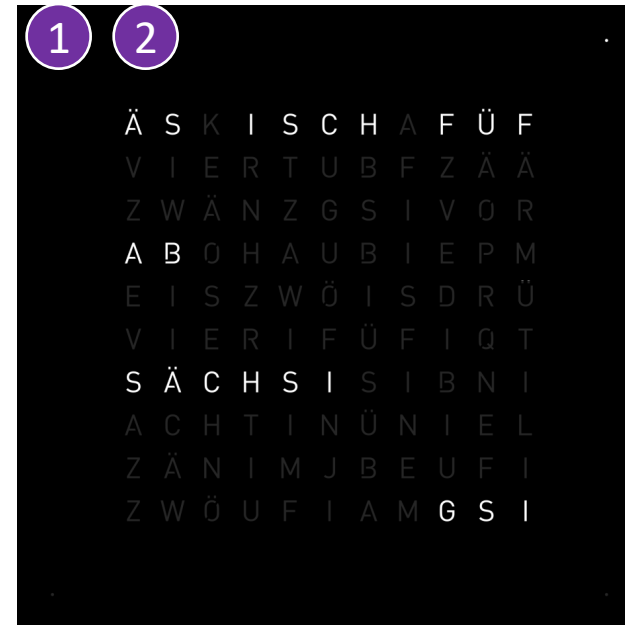 1 2
Ä S K I S C H A F Ü F
V I E R T U B F Z Ä Ä
Z W Ä N Z G S I V O R
A B O H A U B I E P M
E I S Z W Ö I S D R Ü
V I E R I F Ü F I Q T
S Ä C H S I S I B N I
A C H T I N Ü N I E L
Z Ä N I M J B E U F I
Z W Ö U F I A M G S I